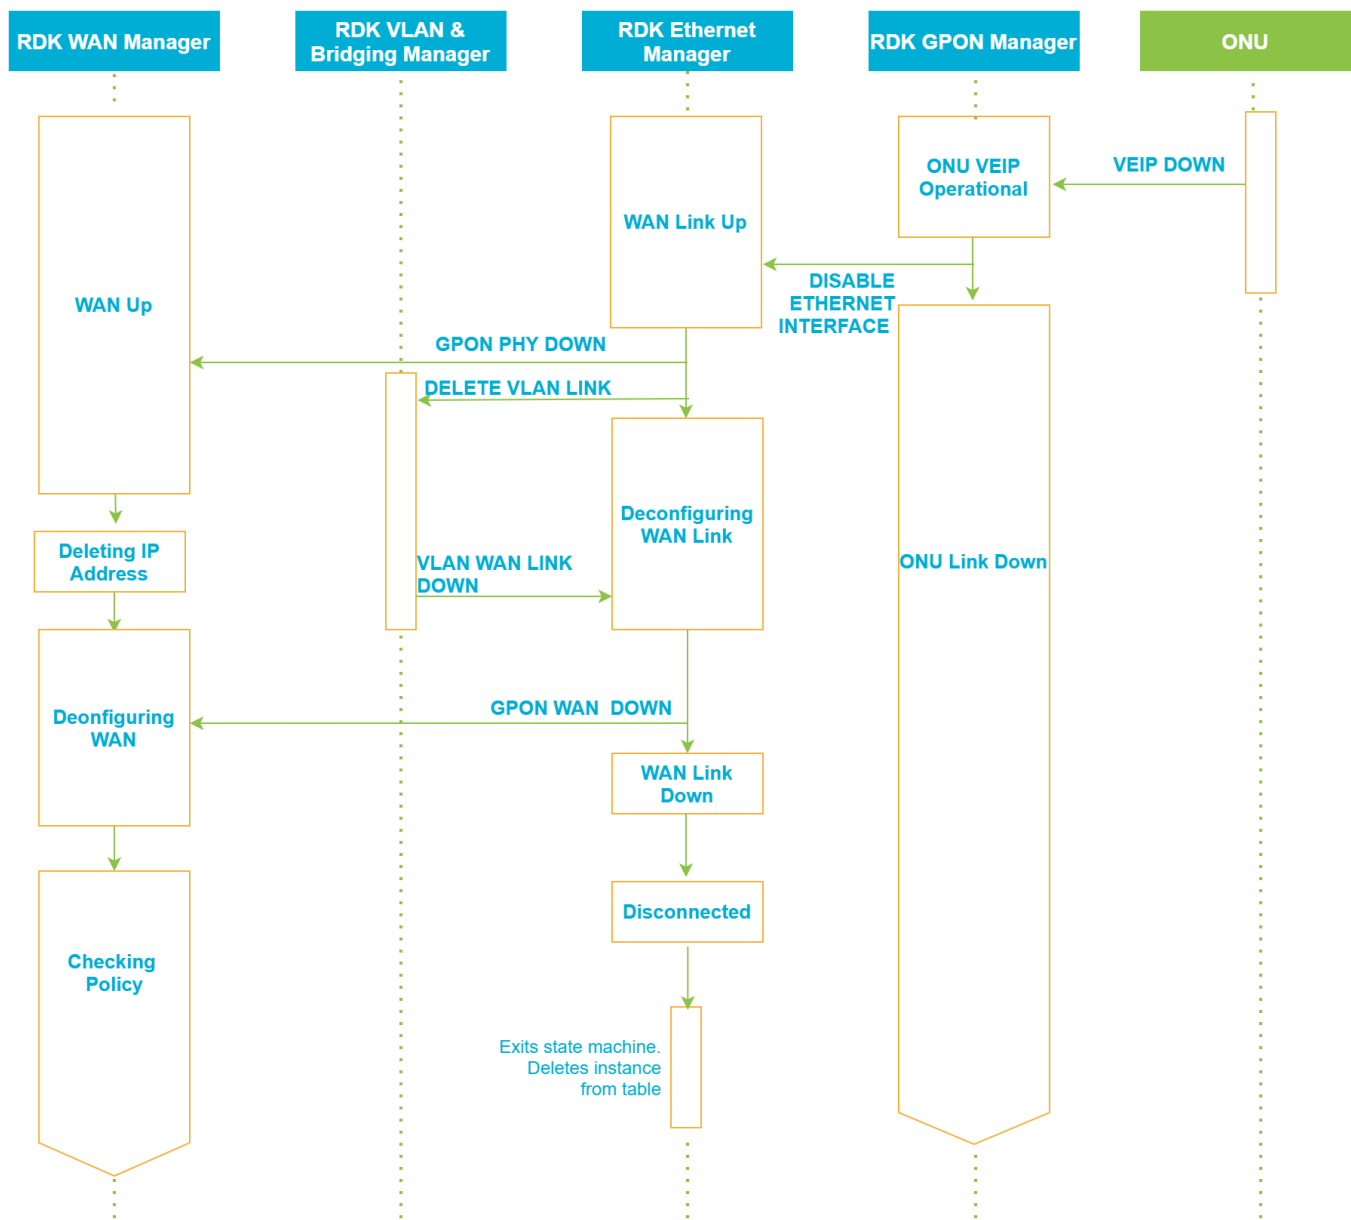 RDK WAN Manager
RDK VLAN &
Bridging Manager
RDK Ethernet
Manager
RDK GPON Manager
ONU
VEIP DOWN
ONU VEIP
Operational
WAN Link Up
DISABLE
ETHERNET
INTERFACE
WAN Up
GPON PHY DOWN
DELETE VLAN LINK
Deconfiguring
WAN Link
Deleting IP
Address
VLAN WAN LINK
DOWN
ONU Link Down
Deonfiguring
WAN
GPON WAN  DOWN
WAN Link
Down
Disconnected
Checking
Policy
Exits state machine.
Deletes instance
from table